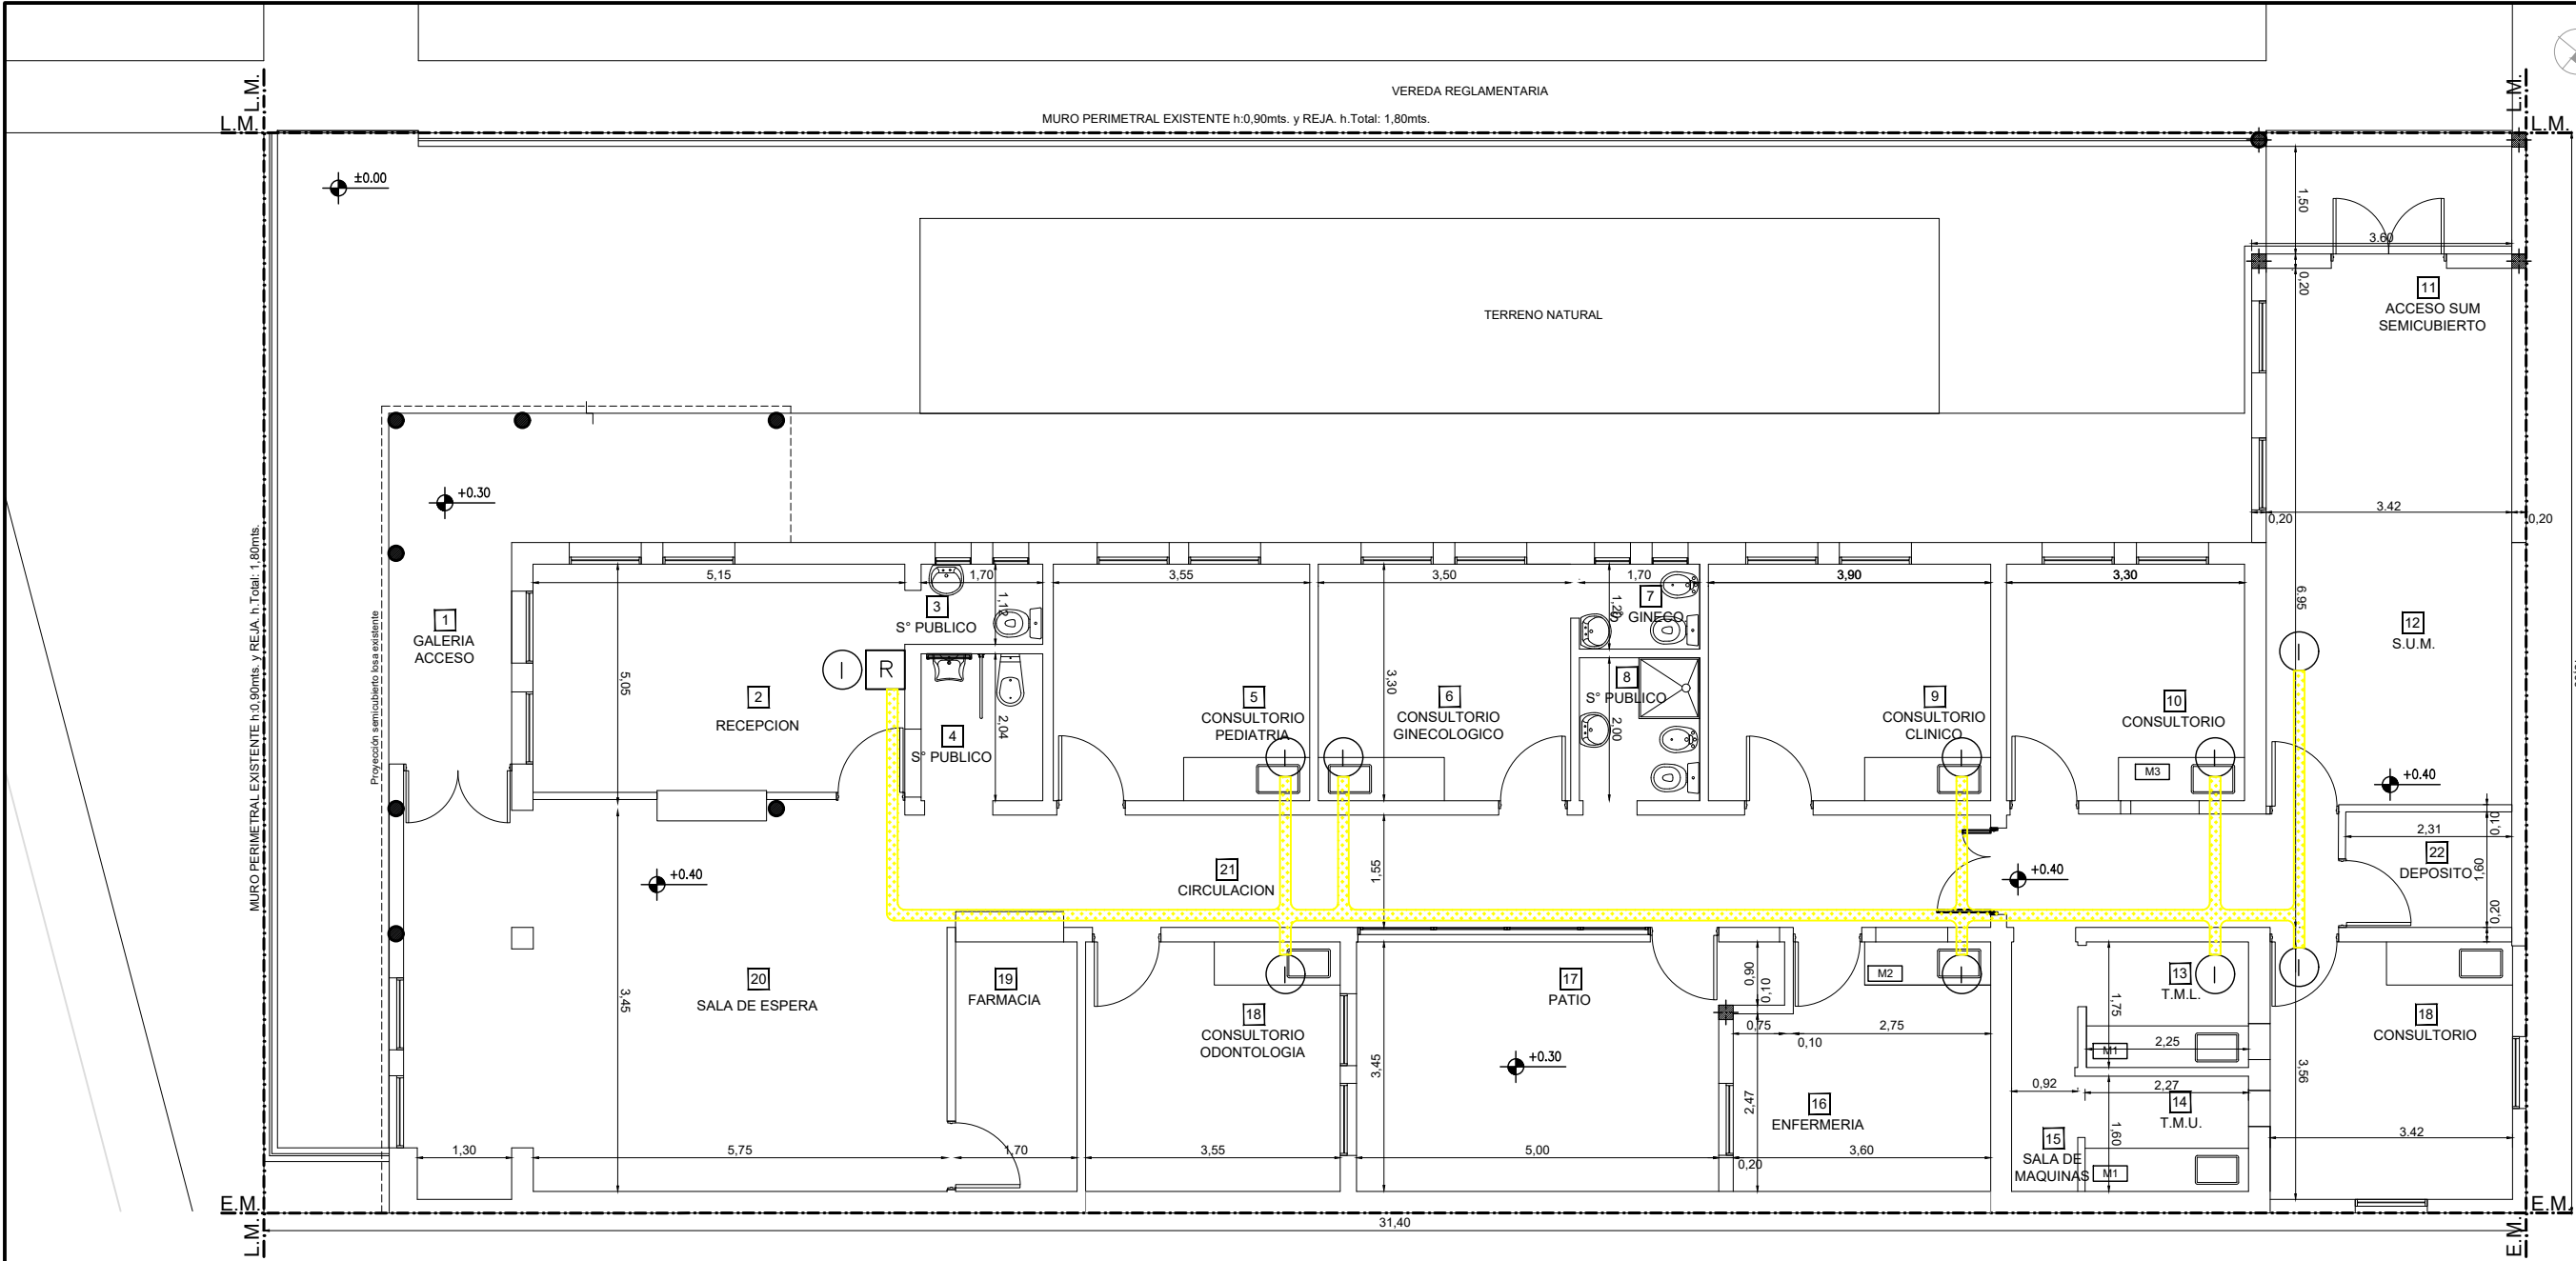 VEREDA REGLAMENTARIA
MURO PERIMETRAL EXISTENTE h:0,90mts. y REJA. h.Total: 1,80mts.
L.M.
L.M.
L.M.
L.M.
±0.00
1,50
3.60
0,20
11
ACCESO SUM
SEMICUBIERTO
TERRENO NATURAL
+0.30
3.42
0,20
0,20
MURO PERIMETRAL EXISTENTE h:0,90mts. y REJA. h.Total: 1,80mts.
Proyección semicubierto losa existente
5,15
1,70
3,55
3,50
1,70
3,90
3,30
6.95
1
GALERIA
ACCESO
3
S° PUBLICO
1,12
7
S° GINECO
1,20
12
S.U.M.
I
R
I
5,05
2
RECEPCION
4
S° PUBLICO
2,04
5
CONSULTORIO
PEDIATRIA
3,30
6
CONSULTORIO
GINECOLOGICO
8
S° PUBLICO
2,00
9
CONSULTORIO
CLINICO
10
CONSULTORIO
I
I
I
I
M3
+0.40
2,31
0,10
22
DEPOSITO
1,60
0,20
+0.40
21
CIRCULACION
1,55
+0.40
20
SALA DE ESPERA
3,45
19
FARMACIA
I
18
CONSULTORIO
ODONTOLOGIA
17
PATIO
3,45
+0.30
0,90
0,10
M2
I
0,75
0,10
2,75
2,47
16
ENFERMERIA
13
T.M.L.
I
I
1,75
M1
2,25
0,92
2,27
14
T.M.U.
1,60
M1
15
SALA DE
MAQUINAS
18
CONSULTORIO
3,56
3.42
1,30
5,75
1,70
3,55
5,00
0,20
3,60
E.M.
L.M.
31,40
E.M.
E.M.